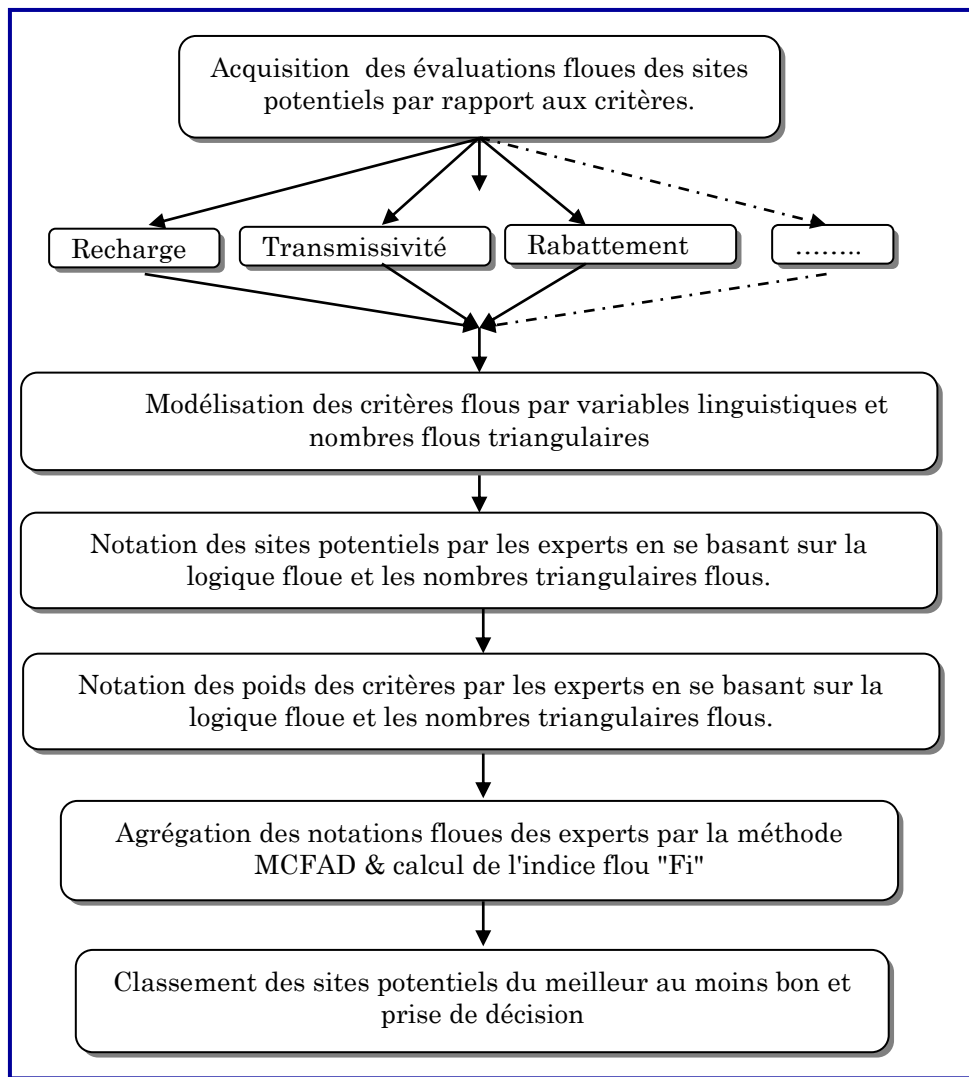 Acquisition des évaluations floues des sites
potentiels par rapport aux critères.
Recharge
Transmissivité
Rabattement
........
Modélisation des critères flous par variables linguistiques et
nombres flous triangulaires
Notation des sites potentiels par les experts en se basant sur la
logique floue et les nombres triangulaires flous.
Notation des poids des critères par les experts en se basant sur la
logique floue et les nombres triangulaires flous.
Agrégation des notations floues des experts par la méthode
MCFAD & calcul de l'indice flou "Fi"
Classement des sites potentiels du meilleur au moins bon et
prise de décision